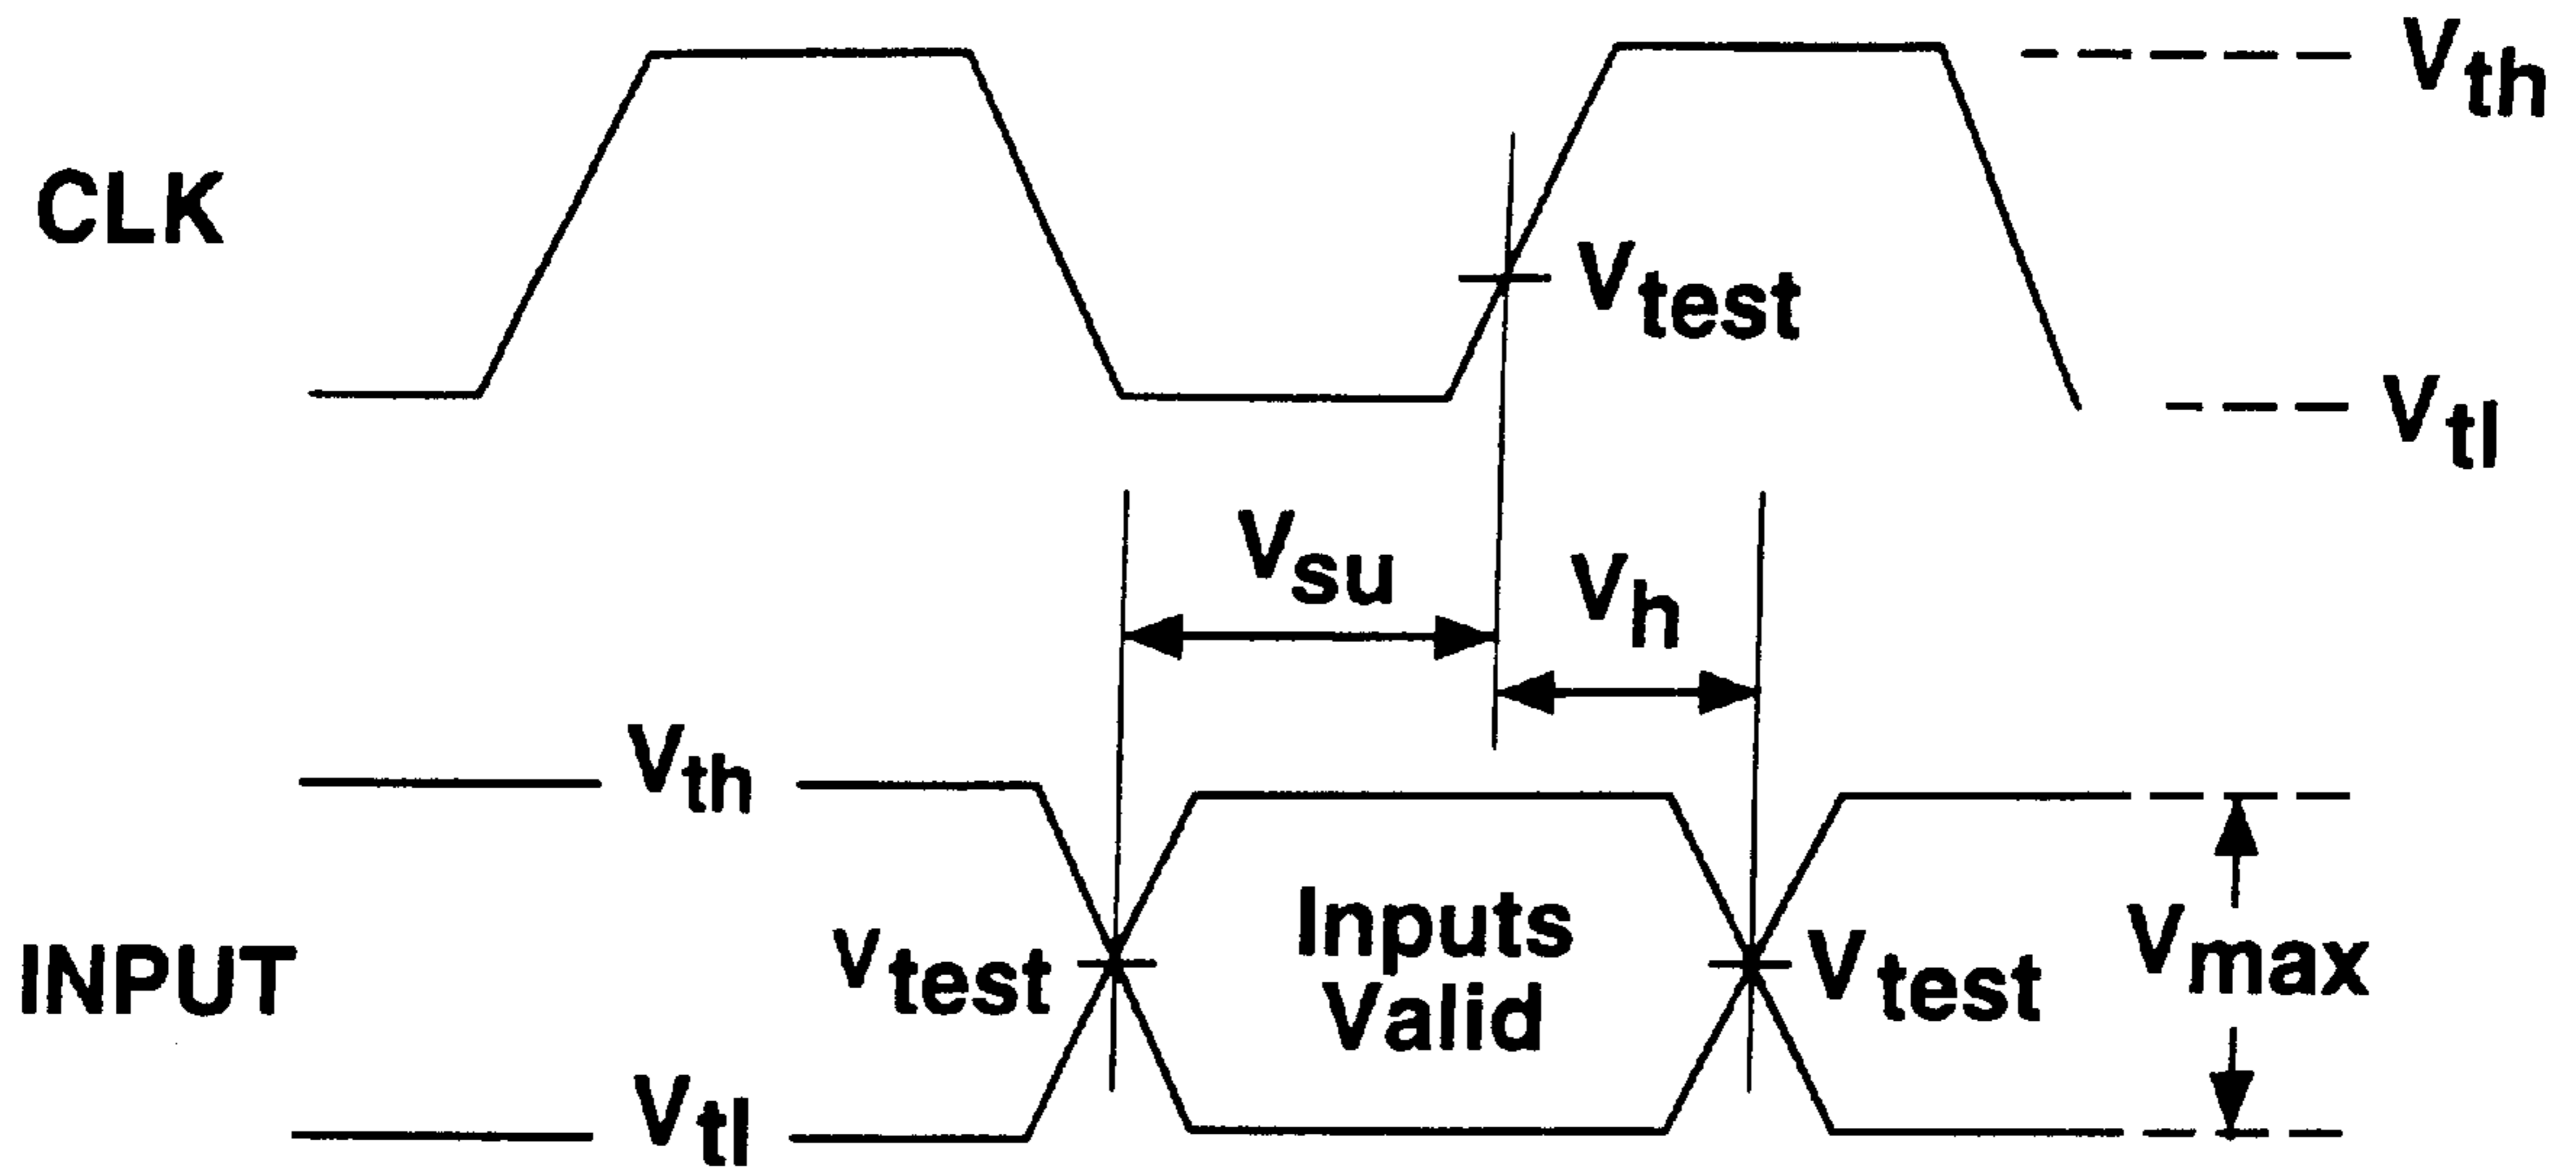 Vth
CLK
Vtest
Vtl
Vsu
Vh
Vth
Inputs
Valid
INPUT
Vtest
Vtest
Vmax
Vtl